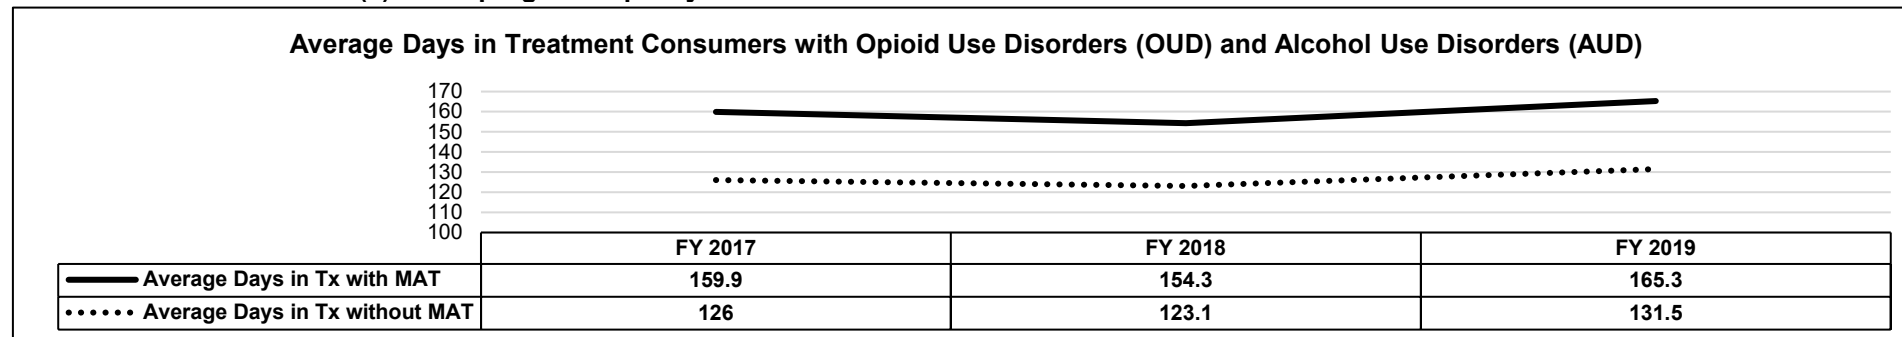 Average Days in Treatment Consumers with Opioid Use Disorders (OUD) and Alcohol Use Disorders (AUD)
170
160
150
140
130
120
110
100
FY 2017 FY 2018 FY 2019
Average Days in Tx with MAT 159.9 154.3 165.3
Average Days in Tx without MAT 126 123.1 131.5